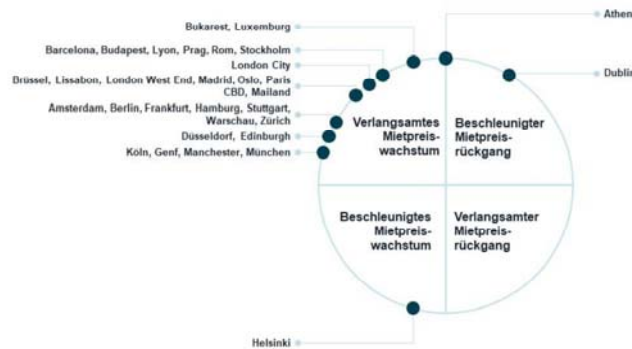 Athen
Bukarest, Luxemburg
Barcelona, Budapest, Lyon, Prag, Rom, Stockholm
London City
Brüssel, Lissabon, London West End, Madrid, Oslo, Paris
CBD, Mailand
Amsterdam, Berlin, Frankfurt, Hamburg, Stuttgart,
Warschau, Zürich
Düsseldorf, Edinburgh
Köln, Genf, Manchester, München
Dublin
Verlangsamtes
Mietpreis-
wachstum
Beschleunigter
Mietpreis-
rückgang
Beschleunigtes
Mietpreis-
wachstum
Verlangsamter
Mietpreis-
rückgang
Helsinki